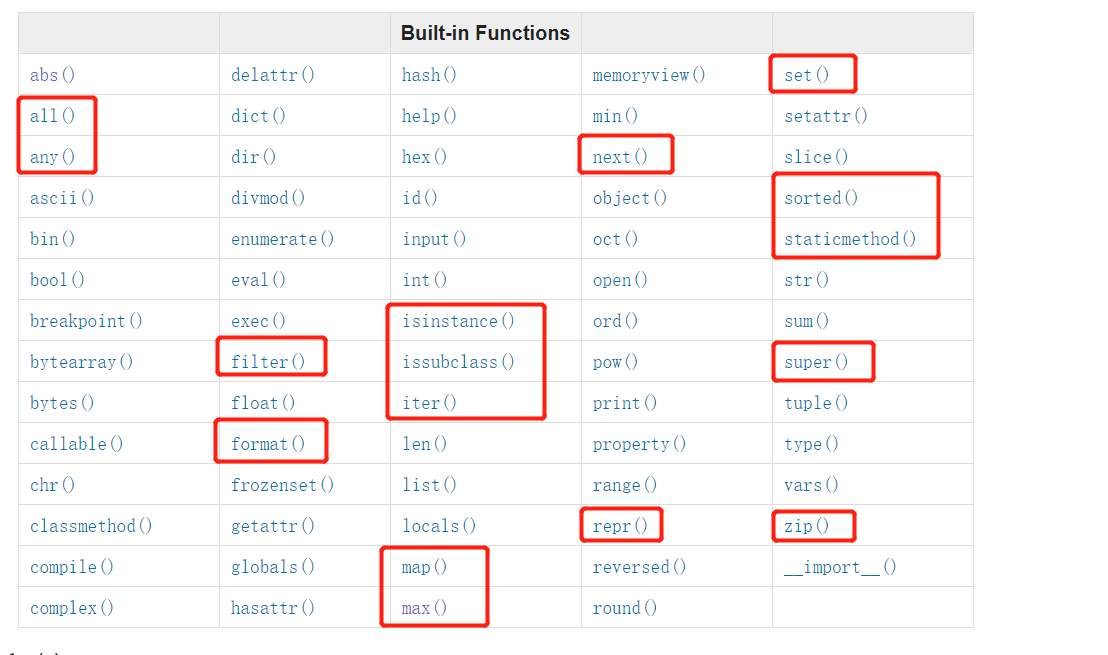 Built-in Functions
abs() delattr() hash() memoryview() set()
all() dict() help() min() setattr()
any() dir() hex() next() slice()
ascii() divmod() id() object() sorted()
bin() enumerate() input() oct() staticmethod()
bool() eval() int() open() str()
breakpoint() exec() isinstance() ord() sum()
bytearray() filter() issubclass() pow() super()
bytes() float() iter() print() tuple()
callable() format() len() property() type()
chr() frozenset() list() range() vars()
classmethod() getattr() locals() repr() zip()
compile() globals() map() reversed() __import__()
complex() hasattr() max() round()